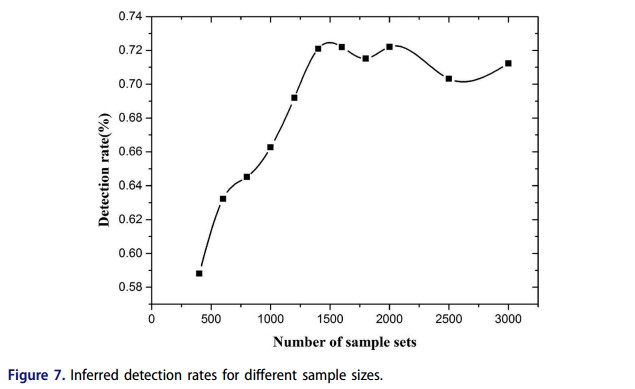 0.74
0.72
0.70
0.68
0.66
0.64
0.62
0.60
0.58
Detection rate(%)
0 500 1000 1500 2000 2500 3000
Number of sample sets
Figure 7. Inferred detection rates for different sample sizes.